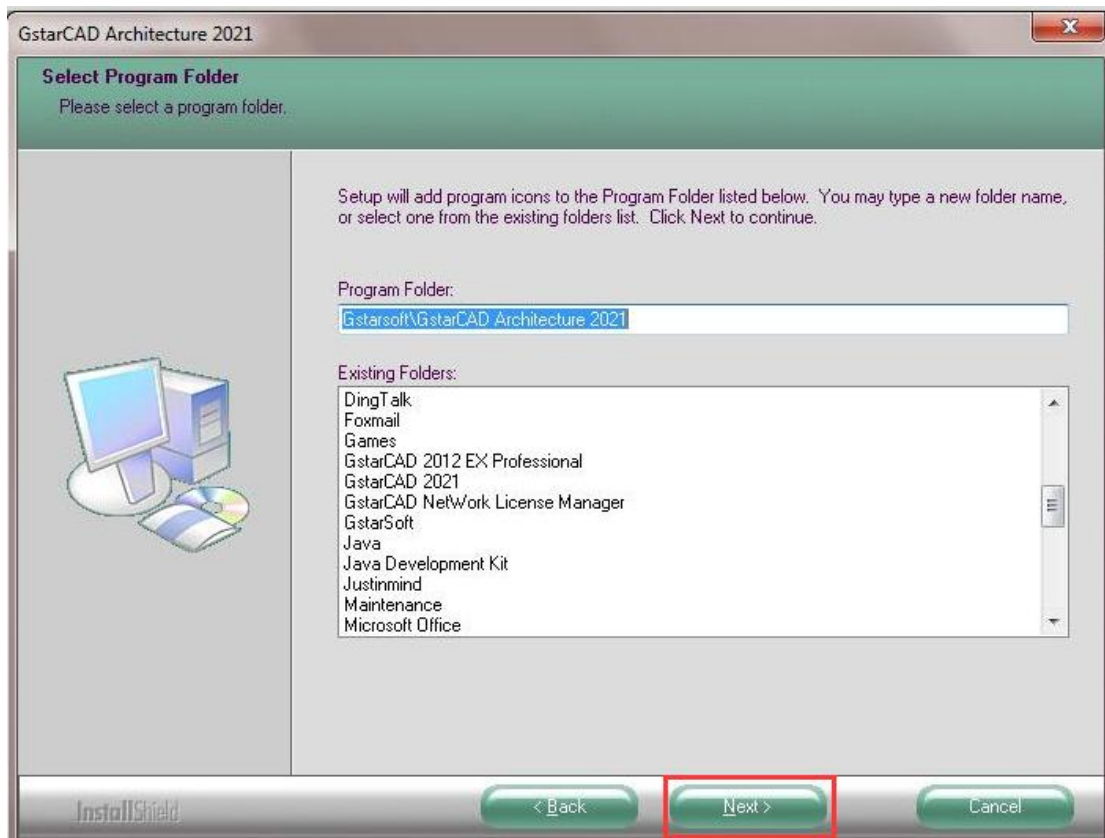 GstarCAD Architecture 2021
Select Program Folder
Please select a program folder.
Setup will add program icons to the Program Folder listed below. You may type a new folder name,
or select one from the existing folders list. Click Next to continue.
Program Folder:
Gstarsoft\GstarCAD Architecture 2021
Existing Folders:
DingTalk
Foxmail
Games
GstarCAD 2012 EX Professional
GstarCAD 2021
GstarCAD NetWork License Manager
GstarSoft
Java
Java Development Kit
Justinmind
Maintenance
Microsoft Office
InstallShield
< Back
Next >
Cancel